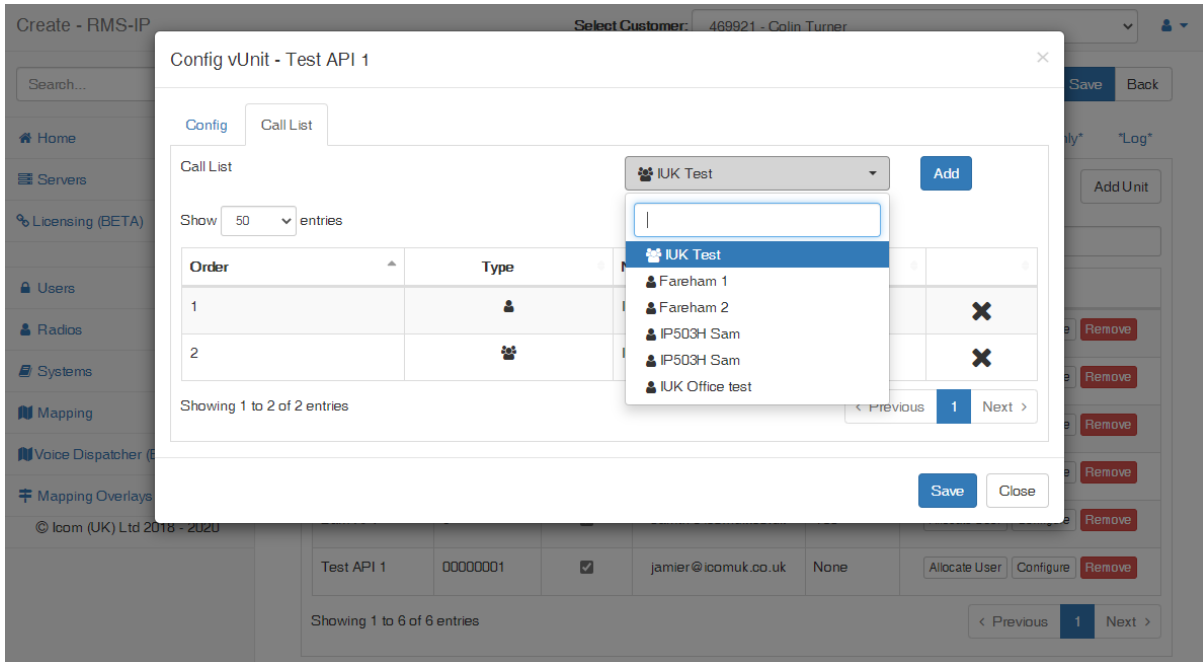 Create - RMS-IP
Select Customer: 469921 - Colin Turner
Config vUnit - Test API 1
×
Search...
Save Back
Config Call List
Home
*Log*
Call List
IUK Test
Add
Servers
Add Unit
Show 50 entries
Licensing (BETA)
IUK Test
Order Type
Fareham 1
Users
1
Fareham 2
Radios
Remove
IP503H Sam
2
IP503H Sam
Systems
Remove
IUK Office test
Showing 1 to 2 of 2 entries
< Previous 1 Next >
Mapping
Remove
Voice Dispatcher
Remove
Save Close
Mapping Overlays
© Icom (UK) Ltd 2018 - 2020
Remove
Test API 1 00000001 jamier@icomuk.co.uk None Allocate User Configure Remove
Showing 1 to 6 of 6 entries
< Previous 1 Next >